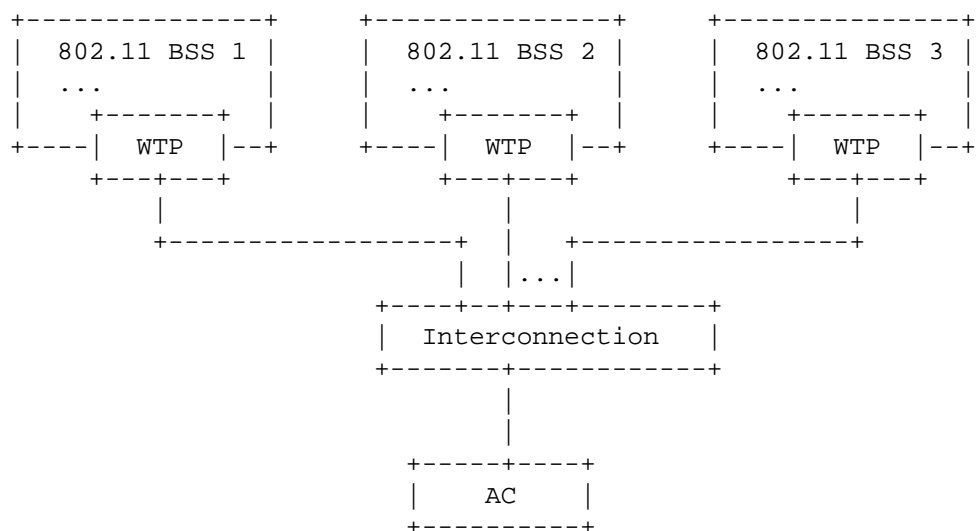 802.11 BSS 1 802.11 BSS 2 802.11 BSS 3
... ... ...
WTP WTP WTP
...
Interconnection
AC